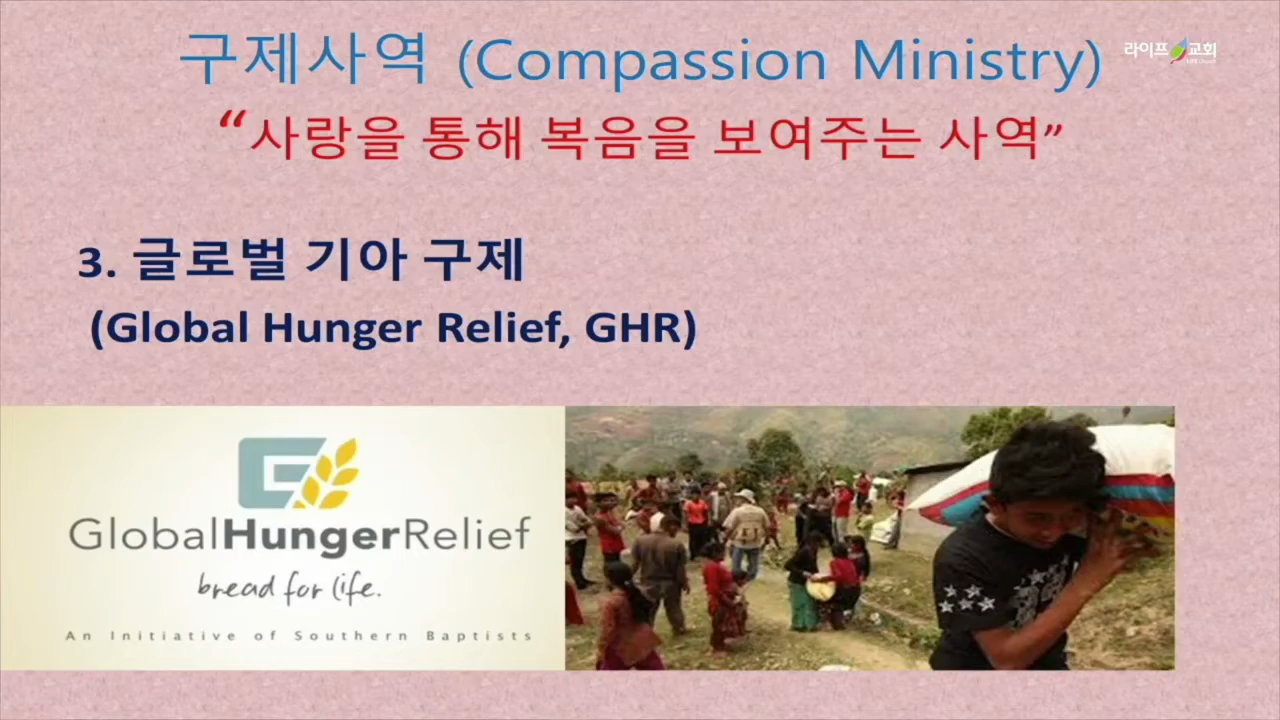 구제사역 (Compassion Ministry)
라이프 교회
LIFE Church
“사랑을 통해 복음을 보여주는 사역”
3. 글로벌 기아 구제
(Global Hunger Relief, GHR)
GlobalHungerRelief
bread for life.
An Initiative of Southern Baptists